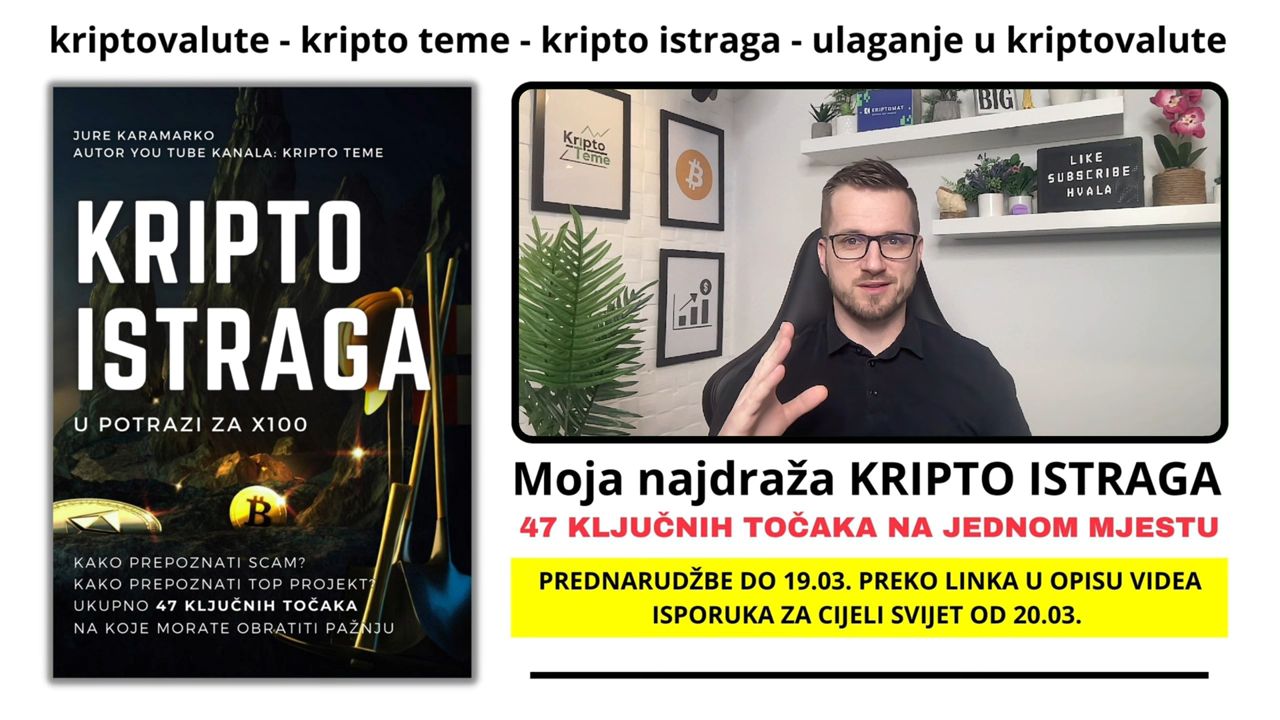 kriptovalute - kripto teme - kripto istraga - ulaganje u kriptovalute
JURE KARAMARKO
AUTOR YOU TUBE KANALA: KRIPTO TEME
KRIPTO
ISTRAGA
U POTRAZI ZA X100
KAKO PREPOZNATI SCAM?
KAKO PREPOZNATI TOP PROJEKT?
UKUPNO 47 KLJUČNIH TOČAKA
NA KOJE MORATE OBRATITI PAŽNJU
Kripto
Teme
KRIPTOMAT
BIG
LIKE
SUBSCRIBE
HVALA
Moja najdraža KRIPTO ISTRAGA
47 KLJUČNIH TOČAKA NA JEDNOM MJESTU
PREDNARUDŽBE DO 19.03. PREKO LINKA U OPISU VIDEA
ISPORUKA ZA CIJELI SVIJET OD 20.03.